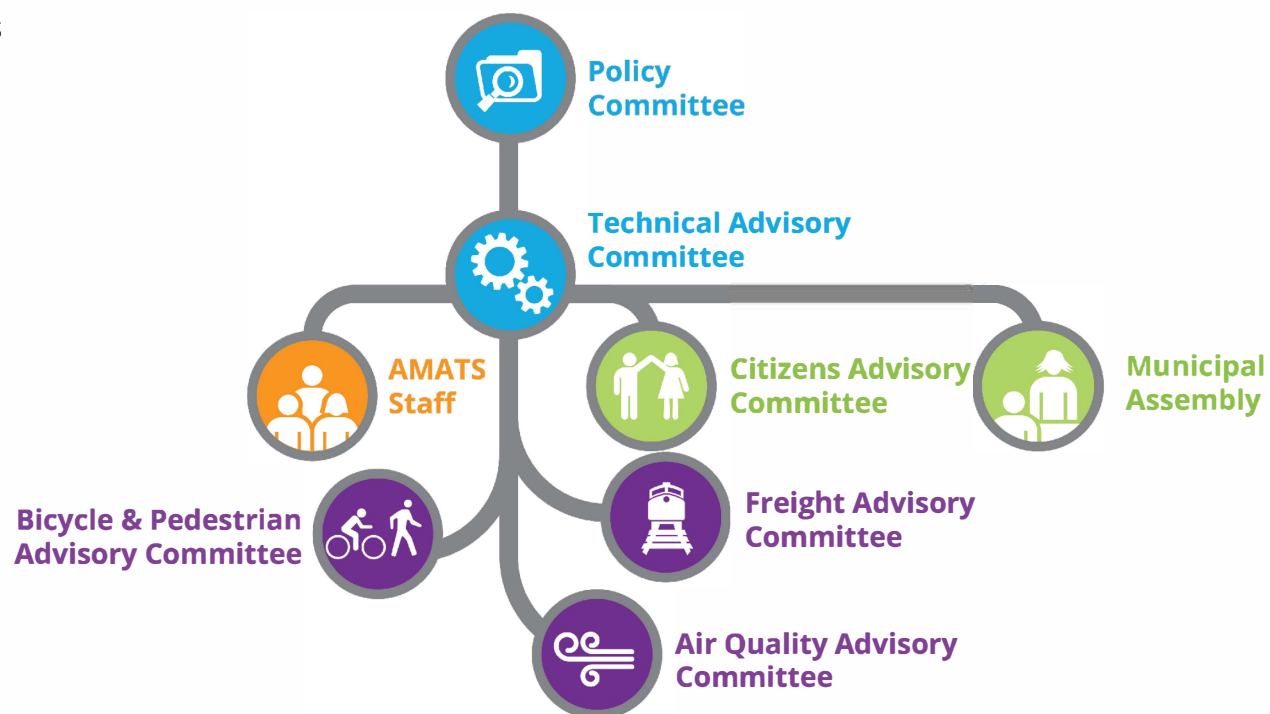 s
Policy
Committee
Technical Advisory
Committee
AMATS
Staff
Citizens Advisory
Committee
Municipal
Assembly
Bicycle & Pedestrian
Advisory Committee
Freight Advisory
Committee
Air Quality Advisory
Committee